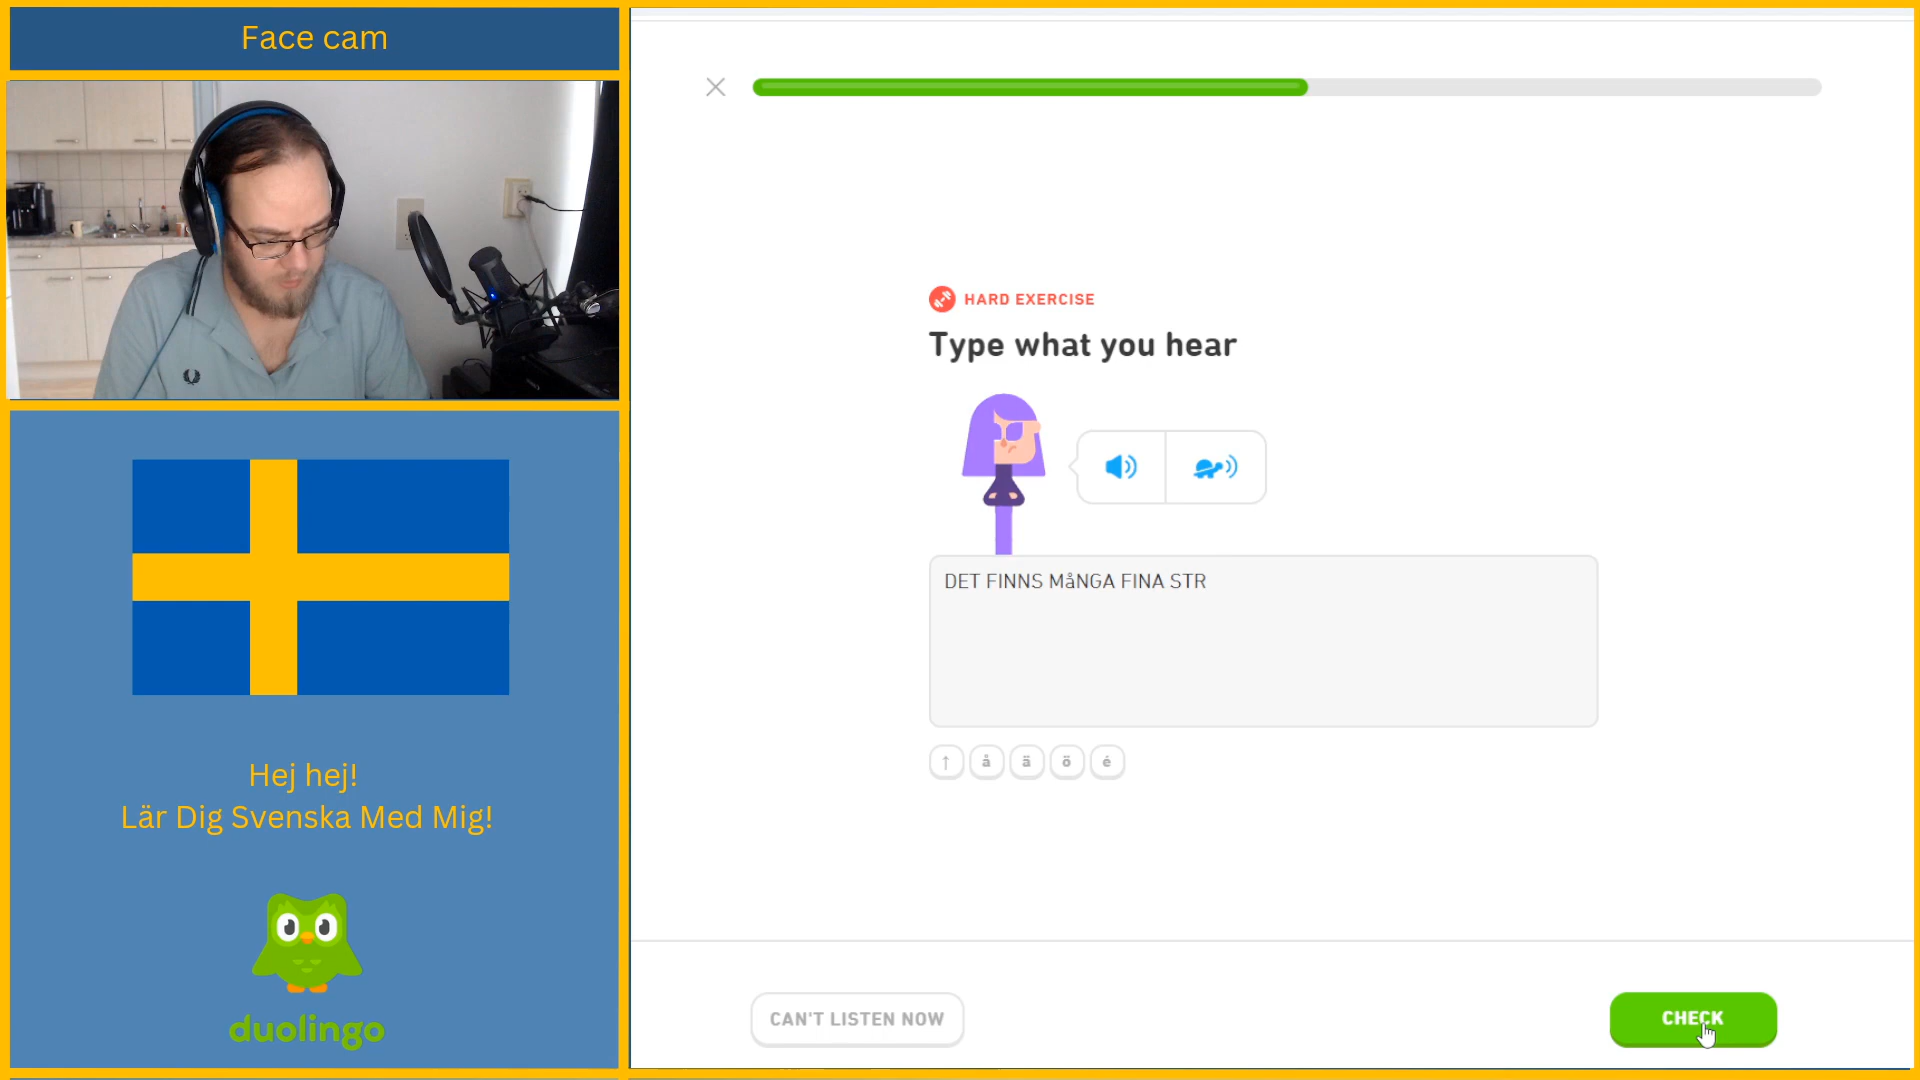 Face cam
HARD EXERCISE
Type what you hear
DET FINNS MåNGA FINA STR
↑ å ä ö é
Hej hej!
Lär Dig Svenska Med Mig!
duolingo
CAN'T LISTEN NOW
CHECK